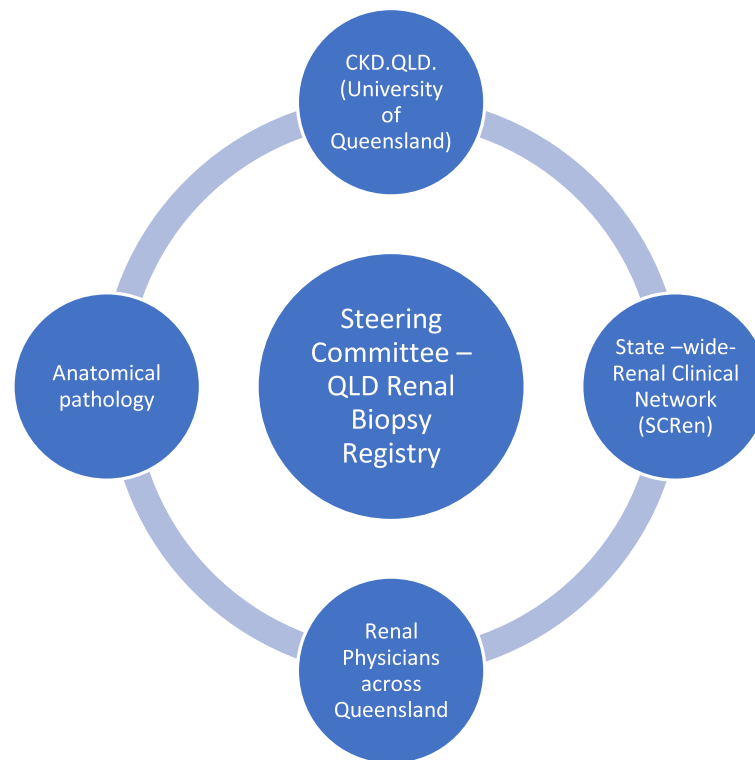 CKD.QLD.
(University
of
Queensland)
Steering
Committee –
QLD Renal
Biopsy
Registry
State –wide-
Renal Clinical
Network
(SCRen)
Anatomical
pathology
Renal
Physicians
across
Queensland